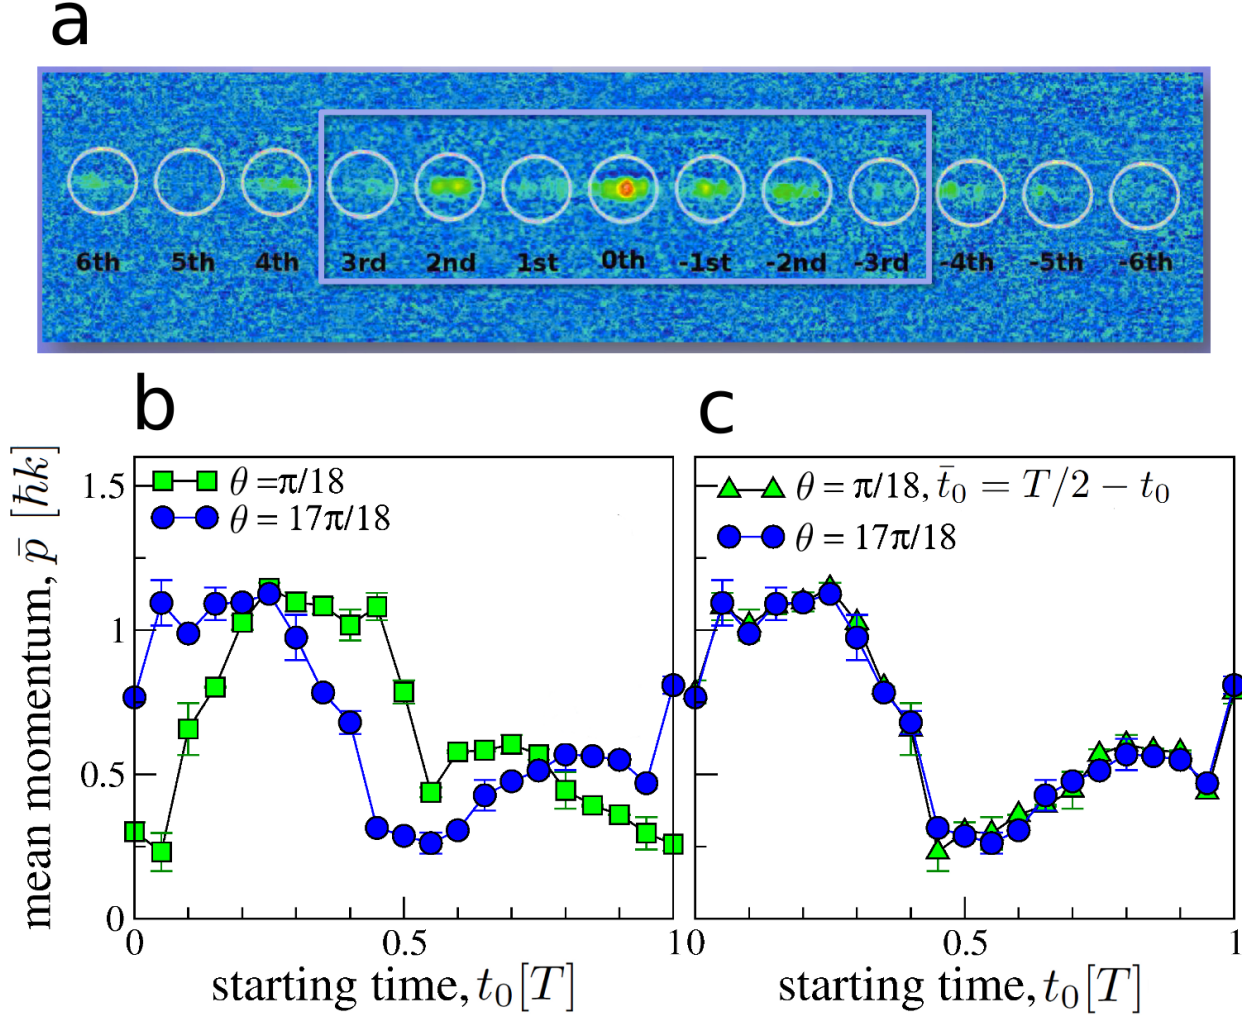 a
6th 5th 4th 3rd 2nd 1st 0th -1st -2nd -3rd -4th -5th -6th
b
c
mean momentum, p̄ [ħk]
1.5
1
0.5
0
θ =π/18
θ = 17π/18
0 0.5 1
starting time, t₀[T]
θ = π/18, t̄₀ = T/2 − t₀
θ = 17π/18
0 0.5 1
starting time, t₀[T]